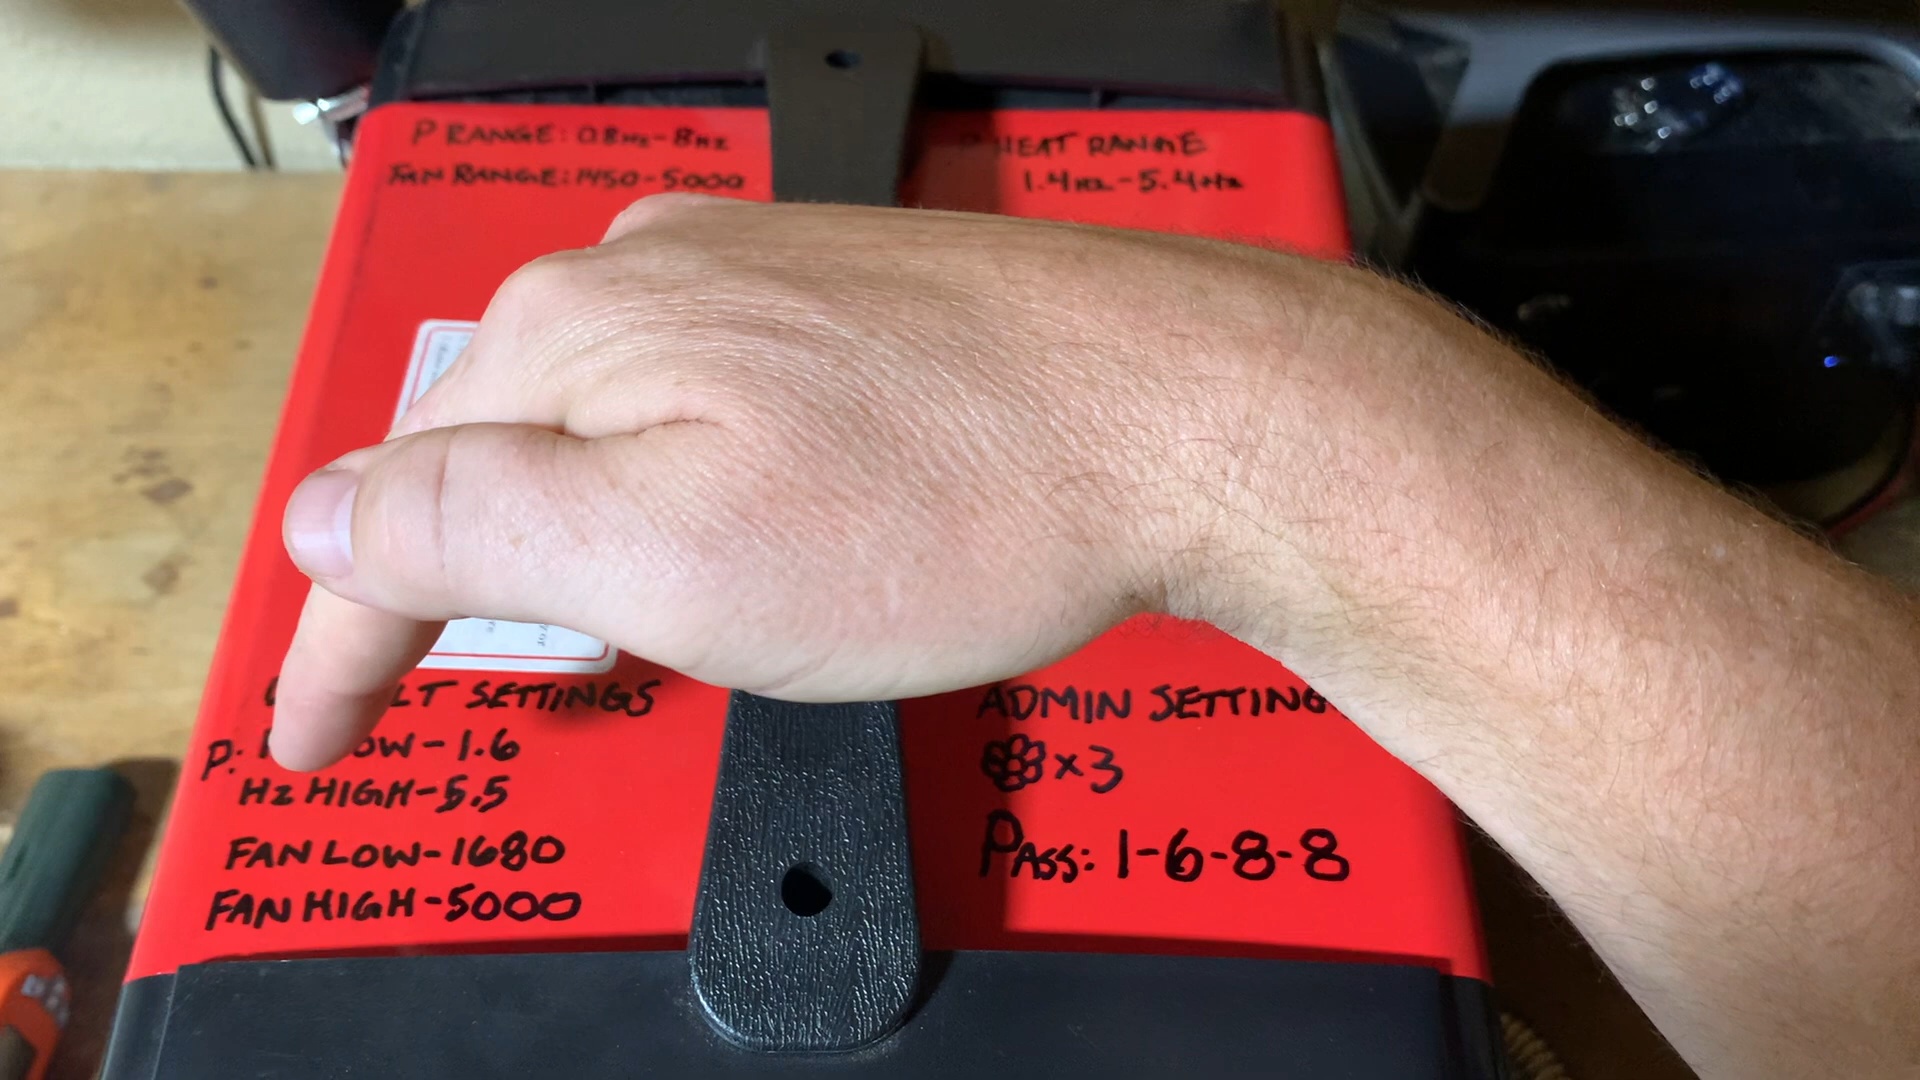 P RANGE: 0.8Hz-8Hz
FAN RANGE: 1450-5000
HEAT RANGE
1.4Hz-5.4Hz
LT SETTINGS
P: OW-1.6
Hz HIGH-5.5
FAN LOW-1680
FAN HIGH-5000
ADMIN SETTING
x3
PASS: 1-6-8-8